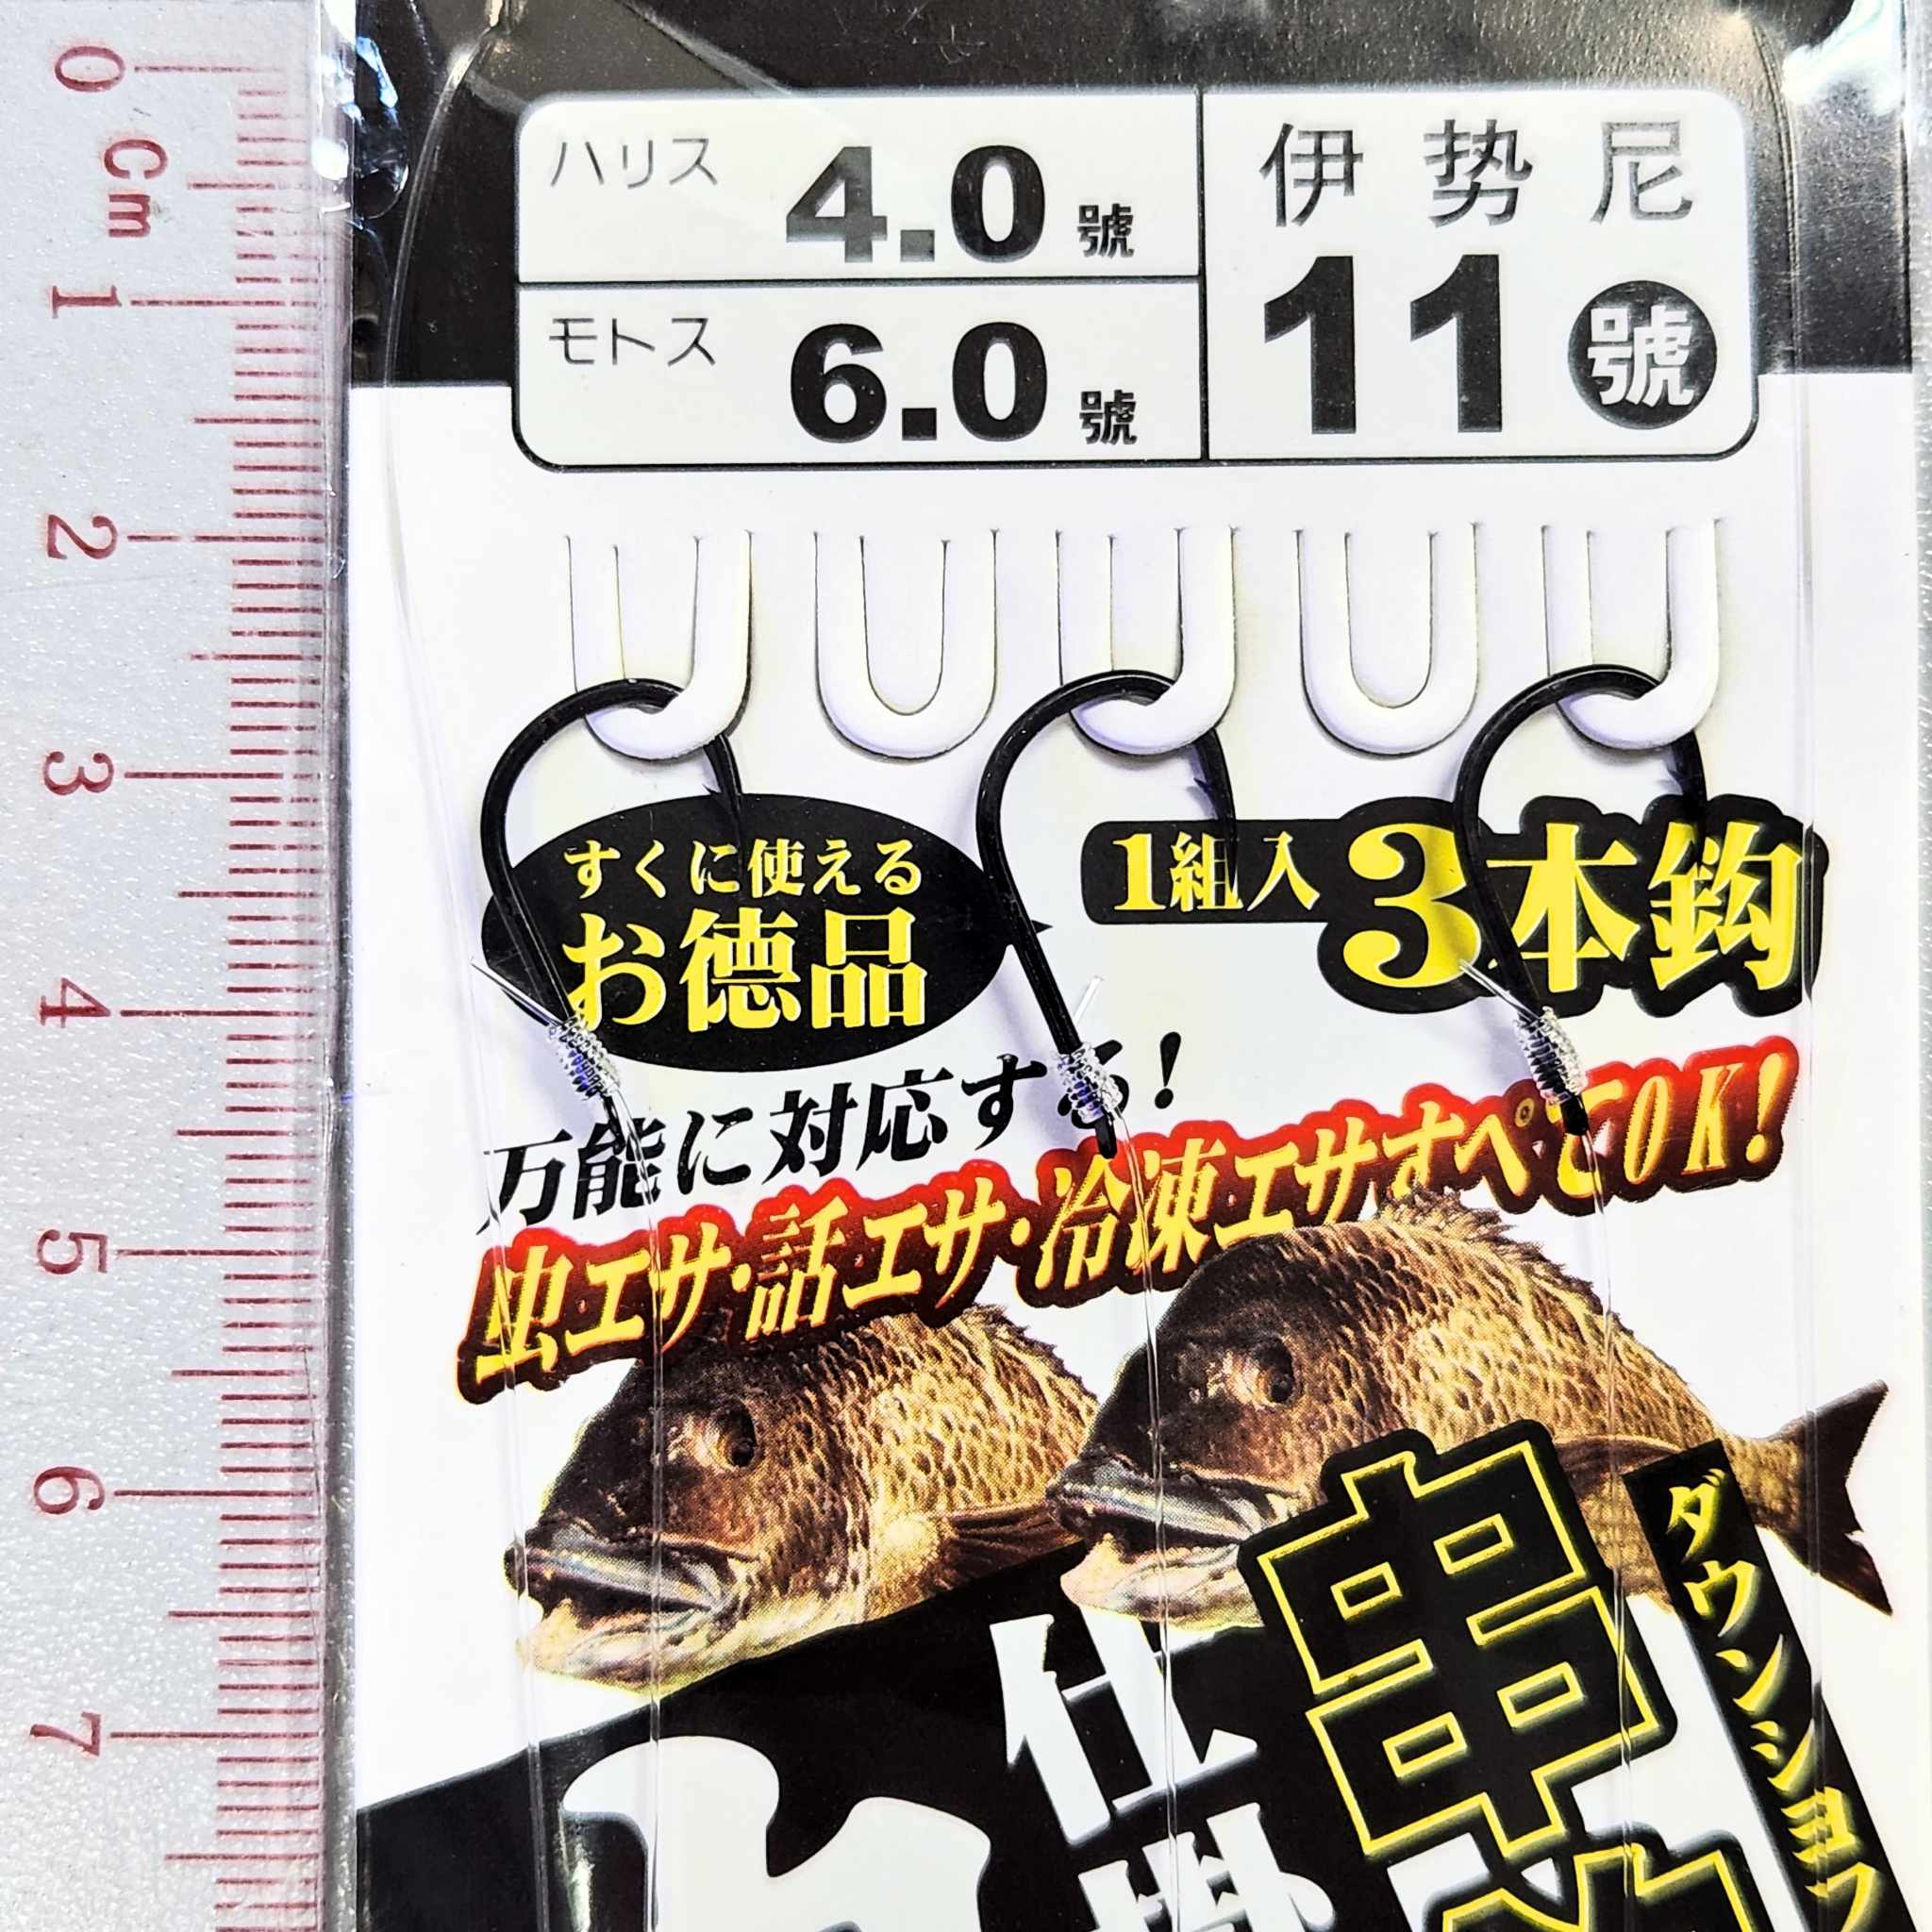 0 Cm 1 2 3 4 5 6 7
ハリス 4.0 號
モトス 6.0 號
伊势尼
11 號
すくに使える
お徳品
1組入 3本鈎
万能に対応する!
虫エサ・話エサ・冷凍エサすべてOK!
仕掛
ダウンショ